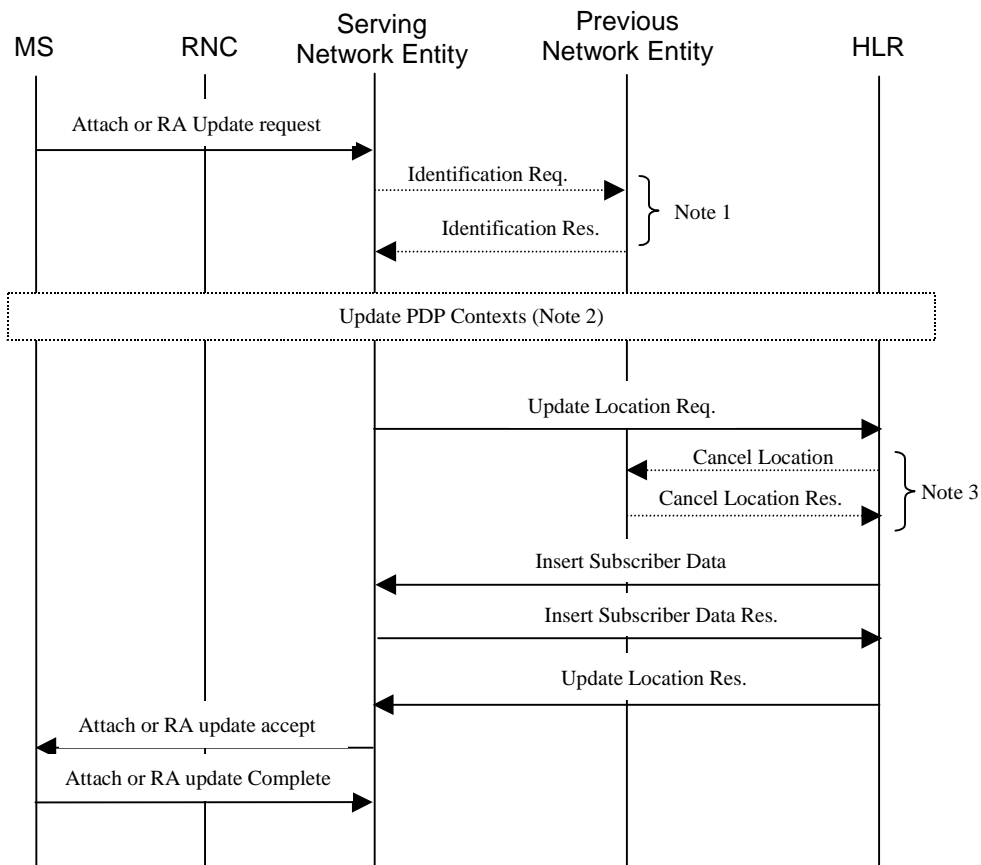 MS
RNC
Serving
Network Entity
Previous
Network Entity
HLR
Attach or RA Update request
Identification Req.
Note 1
Identification Res.
Update PDP Contexts (Note 2)
Update Location Req.
Cancel Location
Note 3
Cancel Location Res.
Insert Subscriber Data
Insert Subscriber Data Res.
Update Location Res.
Attach or RA update accept
Attach or RA update Complete